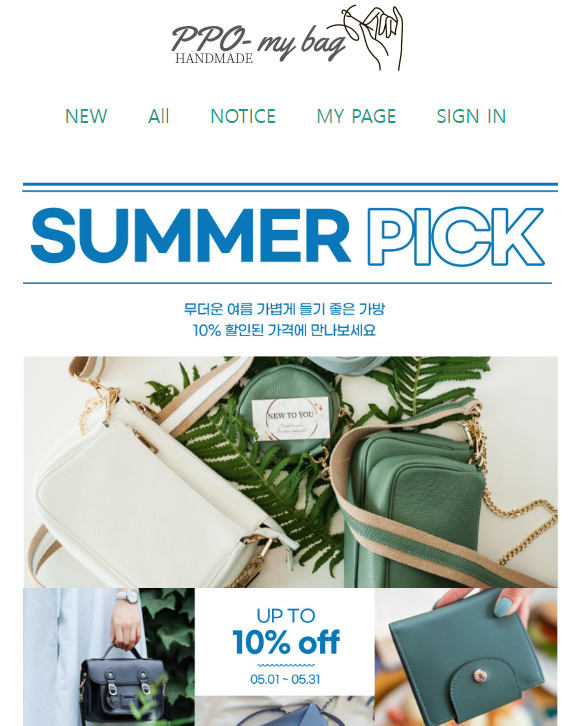 PPO- my bag
HANDMADE
NEW All NOTICE MY PAGE SIGN IN
SUMMER PICK
무더운 여름 가볍게 들기 좋은 가방
10% 할인된 가격에 만나보세요
NEW TO YOU
UP TO
10% off
05.01 ~ 05.31